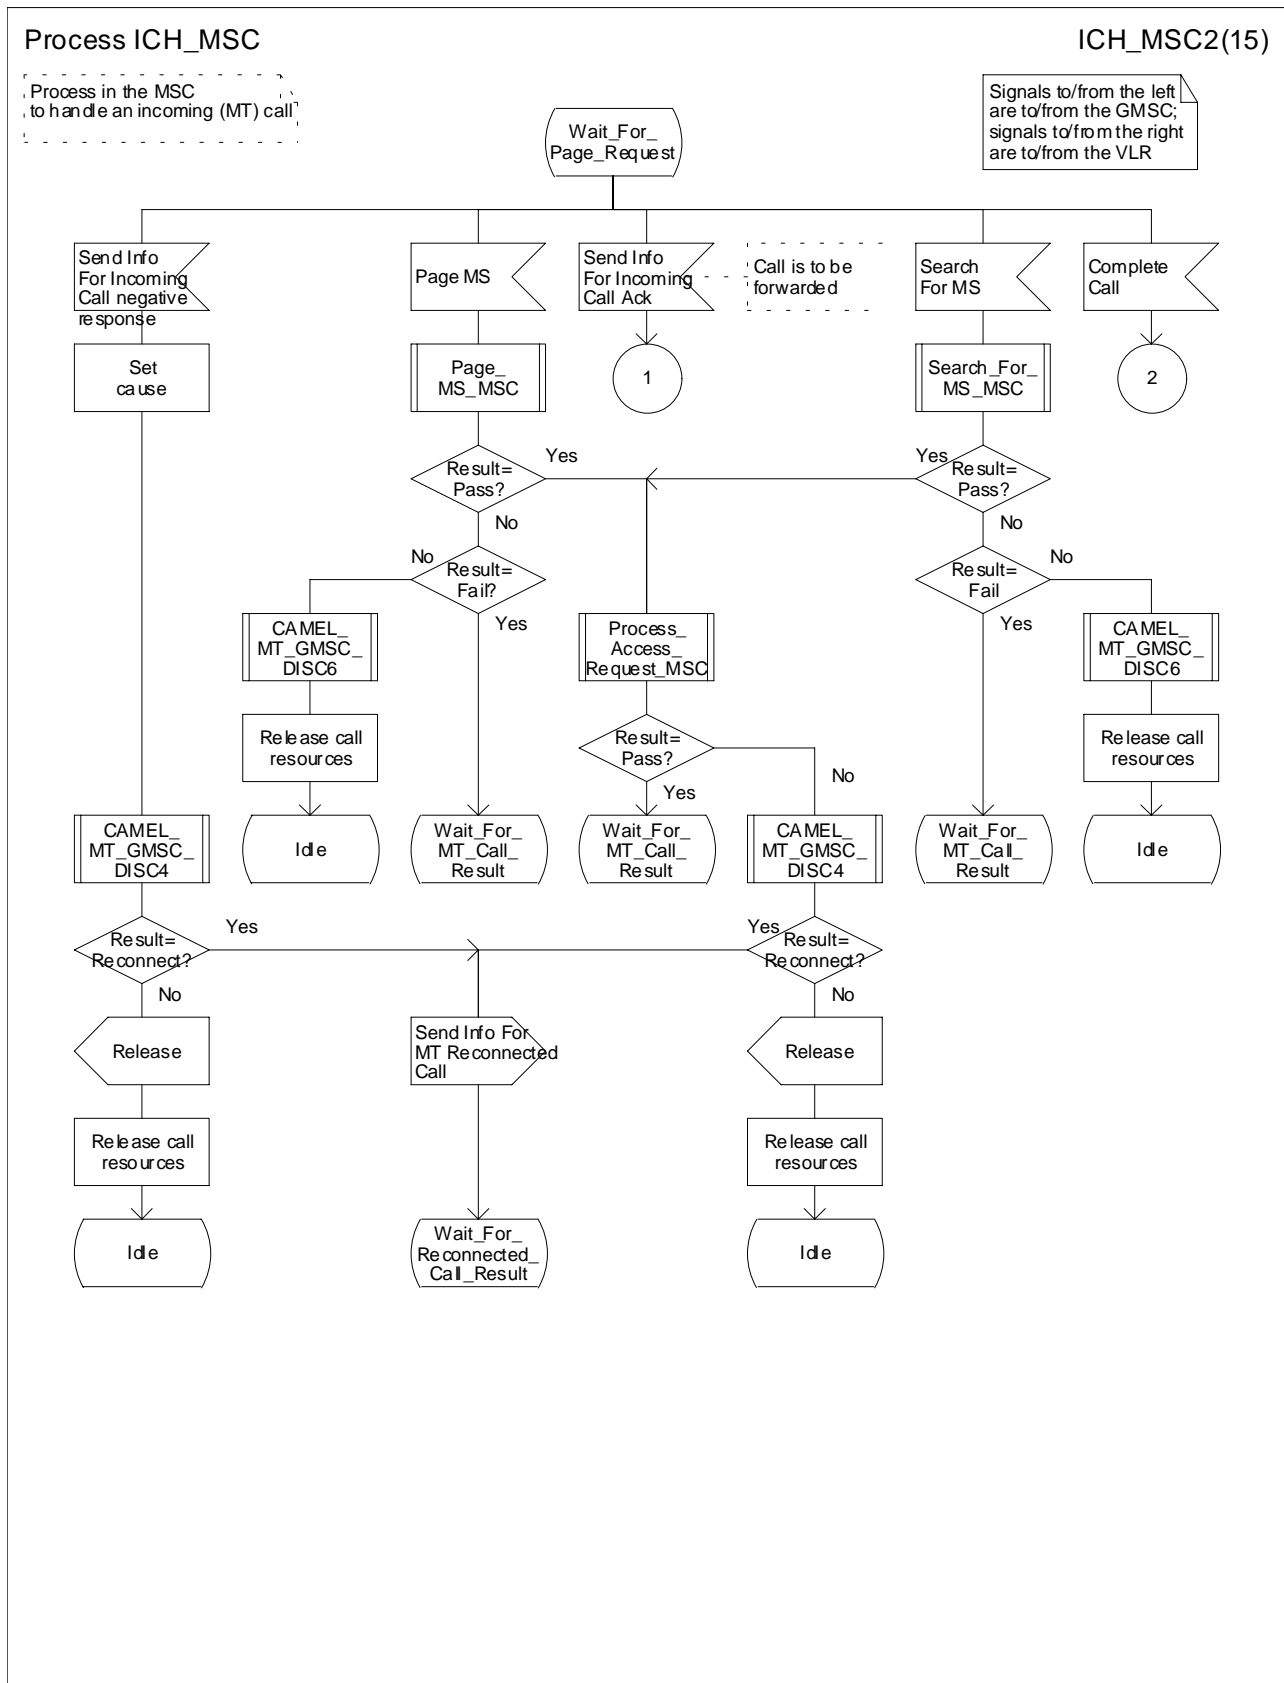 Process ICH_MSC
ICH_MSC2(15)
Process in the MSC
to handle an incoming (MT) call
Signals to/from the left
are to/from the GMSC;
signals to/from the right
are to/from the VLR
Wait_For_
Page_Request
Send Info
For Incoming
Call negative
response
Page MS
Send Info
For Incoming
Call Ack
Call is to be
forwarded
Search
For MS
Complete
Call
Set
cause
Page_
MS_MSC
1
Search_For_
MS_MSC
2
Result=
Pass?
Yes
No
Yes
Result=
Pass?
No
No
Result=
Fail?
Yes
Result=
Fail
No
Yes
CAMEL_
MT_GMSC_
DISC6
Process_
Access_
Request_MSC
CAMEL_
MT_GMSC_
DISC6
Release call
resources
Result=
Pass?
No
Yes
Release call
resources
CAMEL_
MT_GMSC_
DISC4
Idle
Wait_For_
MT_Call_
Result
Wait_For_
MT_Call_
Result
CAMEL_
MT_GMSC_
DISC4
Wait_For_
MT_Call_
Result
Idle
Result=
Reconnect?
Yes
No
Yes
Result=
Reconnect?
No
Release
Send Info For
MT Reconnected
Call
Release
Release call
resources
Release call
resources
Idle
Wait_For_
Reconnected_
Call_Result
Idle